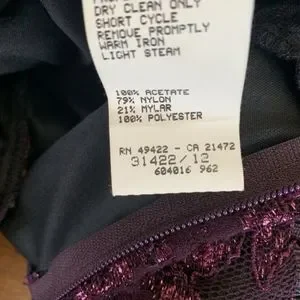 DRY CLEAN ONLY
SHORT CYCLE
REMOVE PROMPTLY
WARM IRON
LIGHT STEAM
100% ACETATE
79% NYLON
21% MYLAR
100% POLYESTER
RN 49422 - CA 21472
31422/12
604016 962